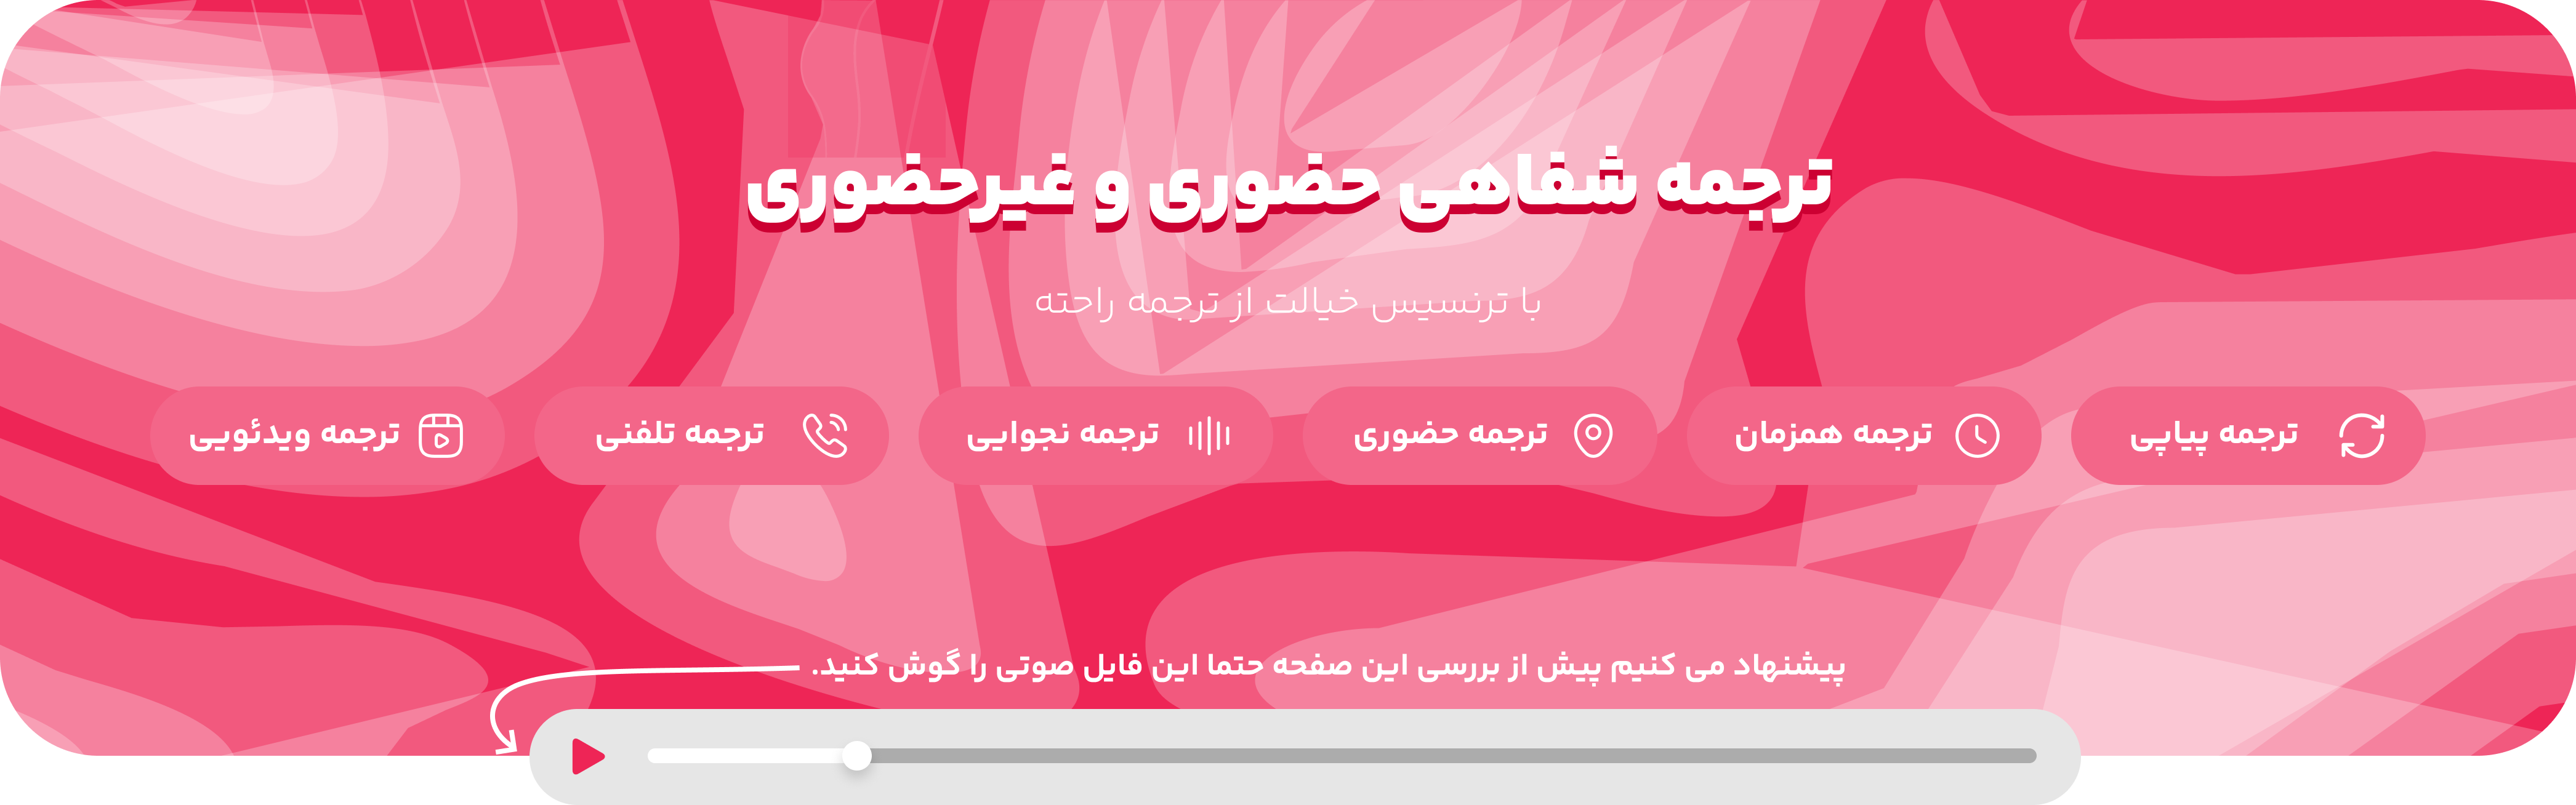 ترجمه شفاهی حضوری و غیرحضوری
با ترنسیس خیالت از ترجمه راحته
ترجمه پیاپی
ترجمه همزمان
ترجمه حضوری
ترجمه نجوایی
ترجمه تلفنی
ترجمه ویدئویی
پیشنهاد می کنیم پیش از بررسی این صفحه حتما این فایل صوتی را گوش کنید.